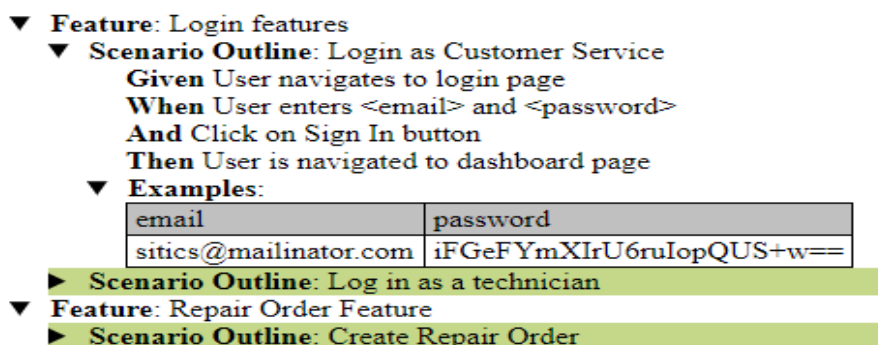 Feature: Login features
Scenario Outline: Login as Customer Service
Given User navigates to login page
When User enters <email> and <password>
And Click on Sign In button
Then User is navigated to dashboard page
Examples:
email password
sitics@mailinator.com iFGeFYmXIrU6ruIopQUS+w==
Scenario Outline: Log in as a technician
Feature: Repair Order Feature
Scenario Outline: Create Repair Order